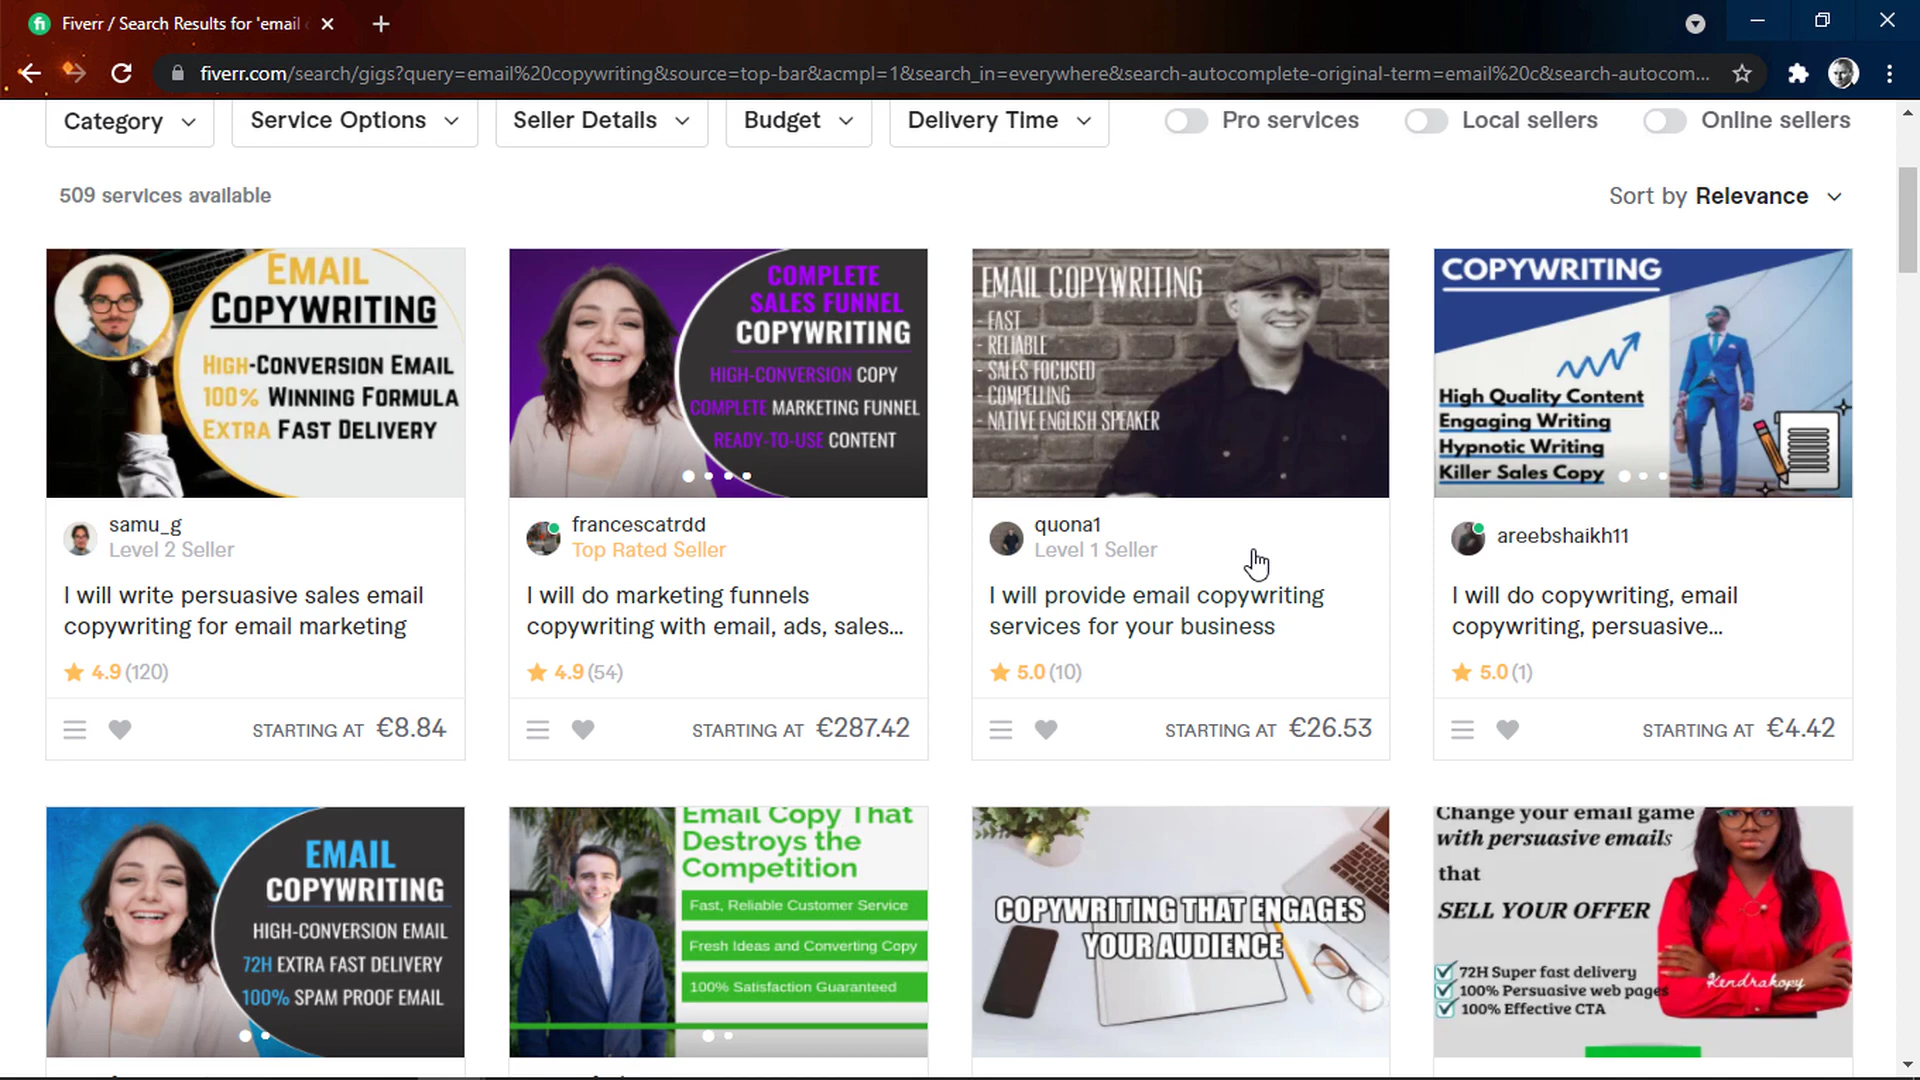 Fiverr / Search Results for 'email
fiverr.com/search/gigs?query=email%20copywriting&source=top-bar&acmpl=1&search_in=everywhere&search-autocomplete-original-term=email%20c&search-autocom...
Category
Service Options
Seller Details
Budget
Delivery Time
Pro services
Local sellers
Online sellers
509 services available
Sort by Relevance
EMAIL
COPYWRITING
HIGH-CONVERSION EMAIL
100% WINNING FORMULA
EXTRA FAST DELIVERY
samu_g
Level 2 Seller
I will write persuasive sales email
copywriting for email marketing
4.9 (120)
STARTING AT €8.84
COMPLETE
SALES FUNNEL
COPYWRITING
HIGH-CONVERSION COPY
COMPLETE MARKETING FUNNEL
READY-TO-USE CONTENT
francescatrdd
Top Rated Seller
I will do marketing funnels
copywriting with email, ads, sales...
4.9 (54)
STARTING AT €287.42
EMAIL COPYWRITING
- FAST
- RELIABLE
- SALES FOCUSED
- COMPELLING
- NATIVE ENGLISH SPEAKER
quona1
Level 1 Seller
I will provide email copywriting
services for your business
5.0 (10)
STARTING AT €26.53
COPYWRITING
High Quality Content
Engaging Writing
Hypnotic Writing
Killer Sales Copy
areebshaikh11
I will do copywriting, email
copywriting, persuasive...
5.0 (1)
STARTING AT €4.42
EMAIL
COPYWRITING
HIGH-CONVERSION EMAIL
72H EXTRA FAST DELIVERY
100% SPAM PROOF EMAIL
Email Copy That
Destroys the
Competition
Fast, Reliable Customer Service
Fresh Ideas and Converting Copy
100% Satisfaction Guaranteed
COPYWRITING THAT ENGAGES
YOUR AUDIENCE
Change your email game
with persuasive emails
that
SELL YOUR OFFER
72H Super fast delivery
100% Persuasive web pages
100% Effective CTA
Kendrakopy